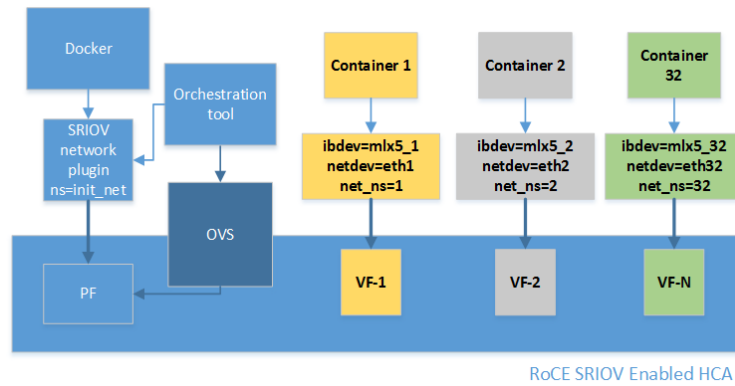 Docker
Orchestration
tool
SRIOV
network
plugin
ns=init_net
OVS
PF
Container 1
ibdev=mlx5_1
netdev=eth1
net_ns=1
VF-1
Container 2
ibdev=mlx5_2
netdev=eth2
net_ns=2
VF-2
Container
32
ibdev=mlx5_32
netdev=eth32
net_ns=32
VF-N
RoCE SRIOV Enabled HCA